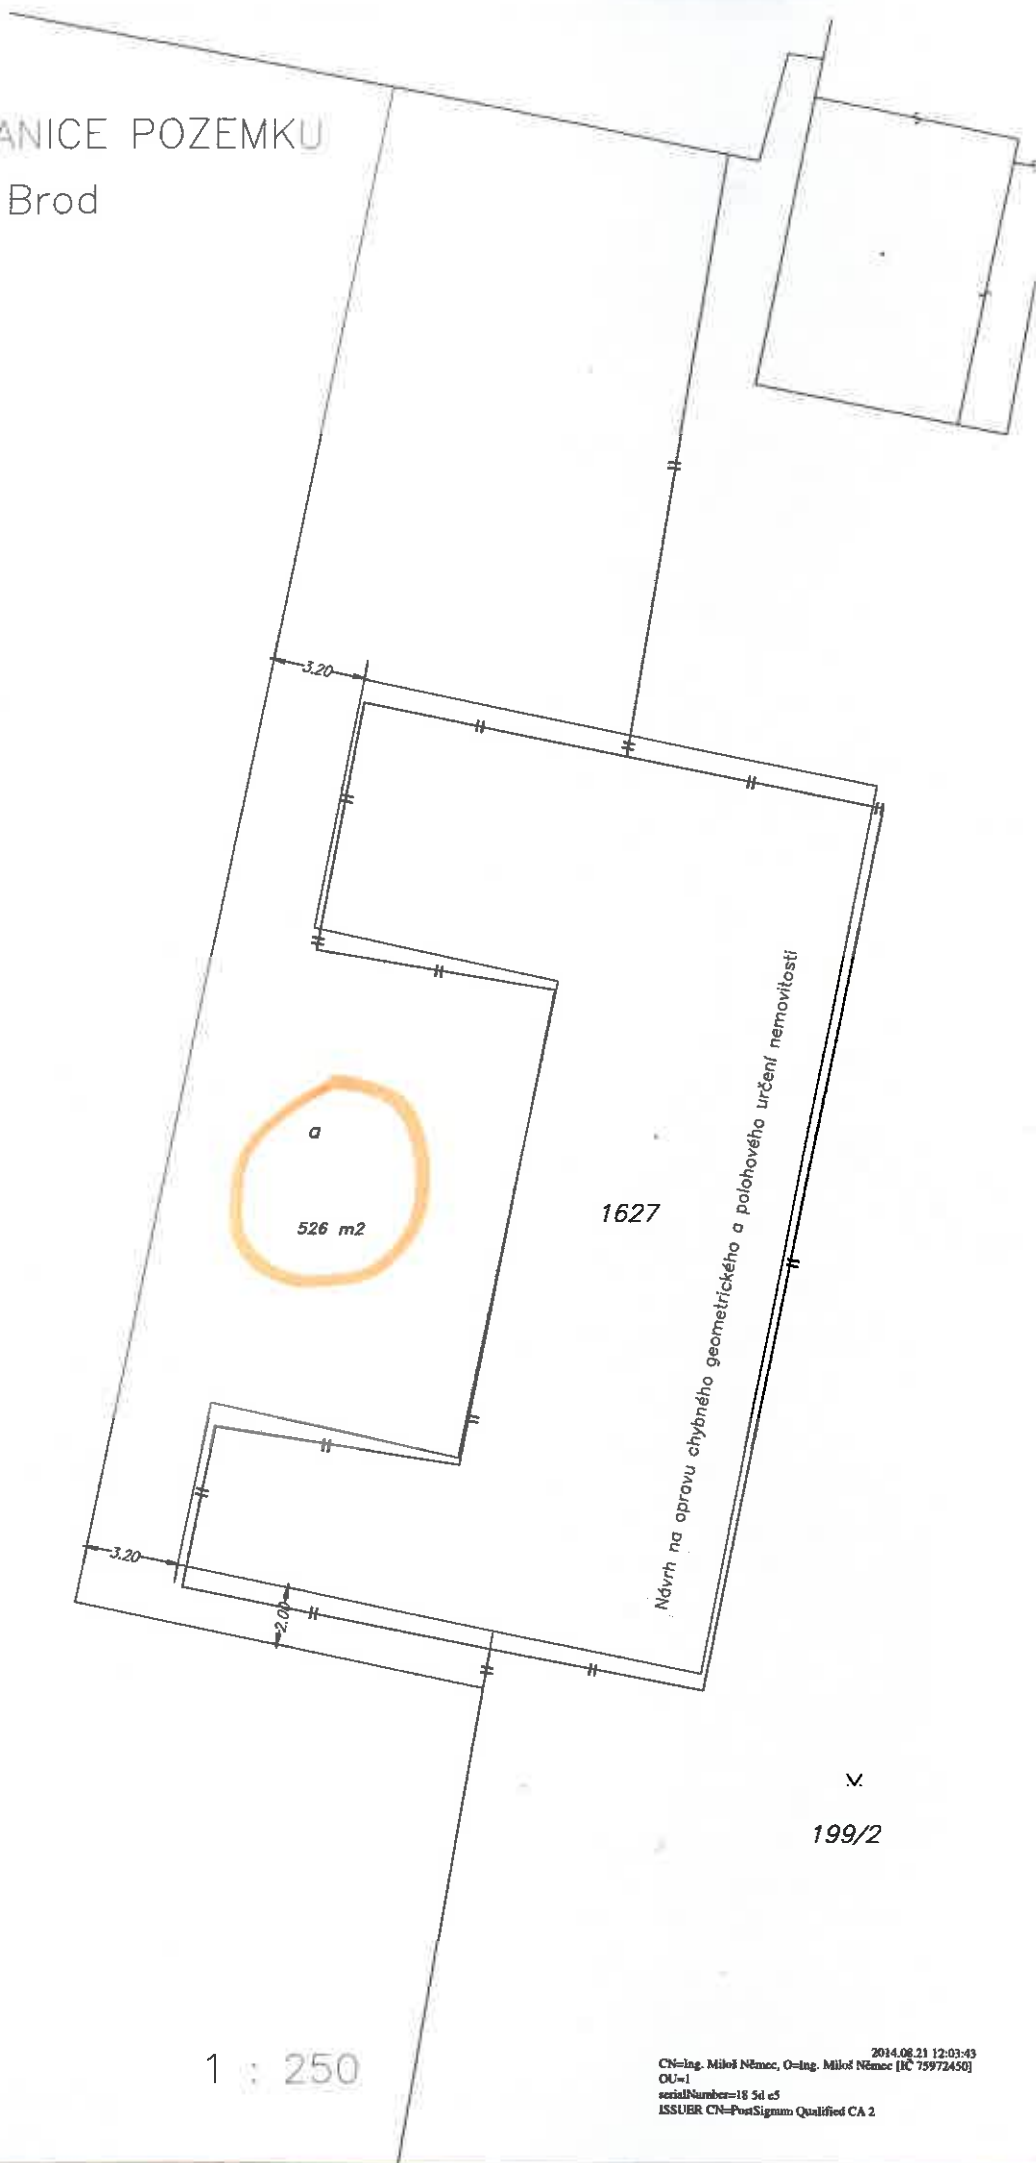 ANICE POZEMKU
Brod
3.20
a
526 m2
1627
Návrh na opravu chybného geometrického a polohového určení nemovitosti
3.20
2.00
199/2
1 : 250
2014.08.21 12:03:43
CN=Ing. Miloš Němec, O=Ing. Miloš Němec [IČ 75972450]
OU=1
serialNumber=18 5d e5
ISSUER CN=PostSignum Qualified CA 2